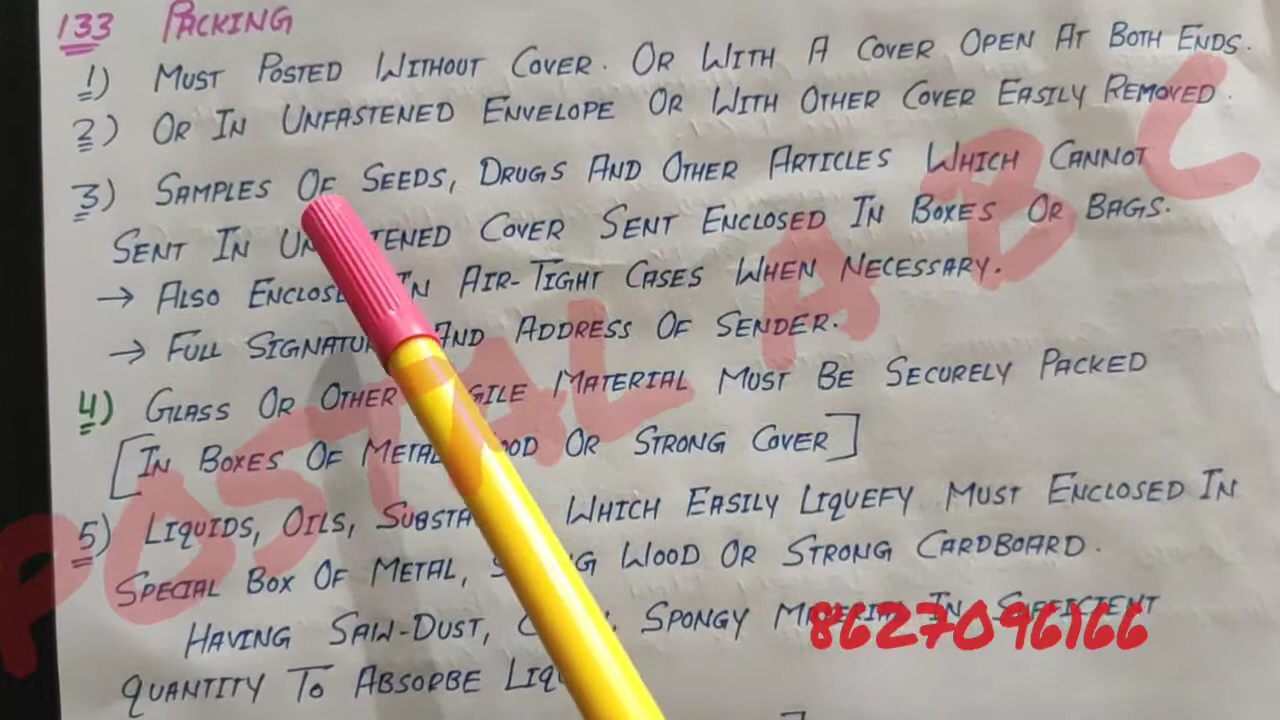 133 PACKING
1) MUST POSTED WITHOUT COVER. OR WITH A COVER OPEN AT BOTH ENDS.
2) OR IN UNFASTENED ENVELOPE OR WITH OTHER COVER EASILY REMOVED.
3) SAMPLES OF SEEDS, DRUGS AND OTHER ARTICLES WHICH CANNOT
SENT IN COVER SENT ENCLOSED IN BOXES OR BAGS.
→ ALSO IN AIR-TIGHT CASES WHEN NECESSARY.
→ FULL AND ADDRESS OF SENDER.
4) GLASS OR OTHER MATERIAL MUST BE SECURELY PACKED
[IN BOXES OF METAL OR STRONG COVER]
5) LIQUIDS, OILS, WHICH EASILY LIQUEFY MUST ENCLOSED IN
SPECIAL BOX OF METAL, WOOD OR STRONG CARDBOARD.
HAVING SAW-DUST, SPONGY MATERIAL IN SUFFICIENT
QUANTITY TO ABSORBE
POSTAL ABC
8627096166